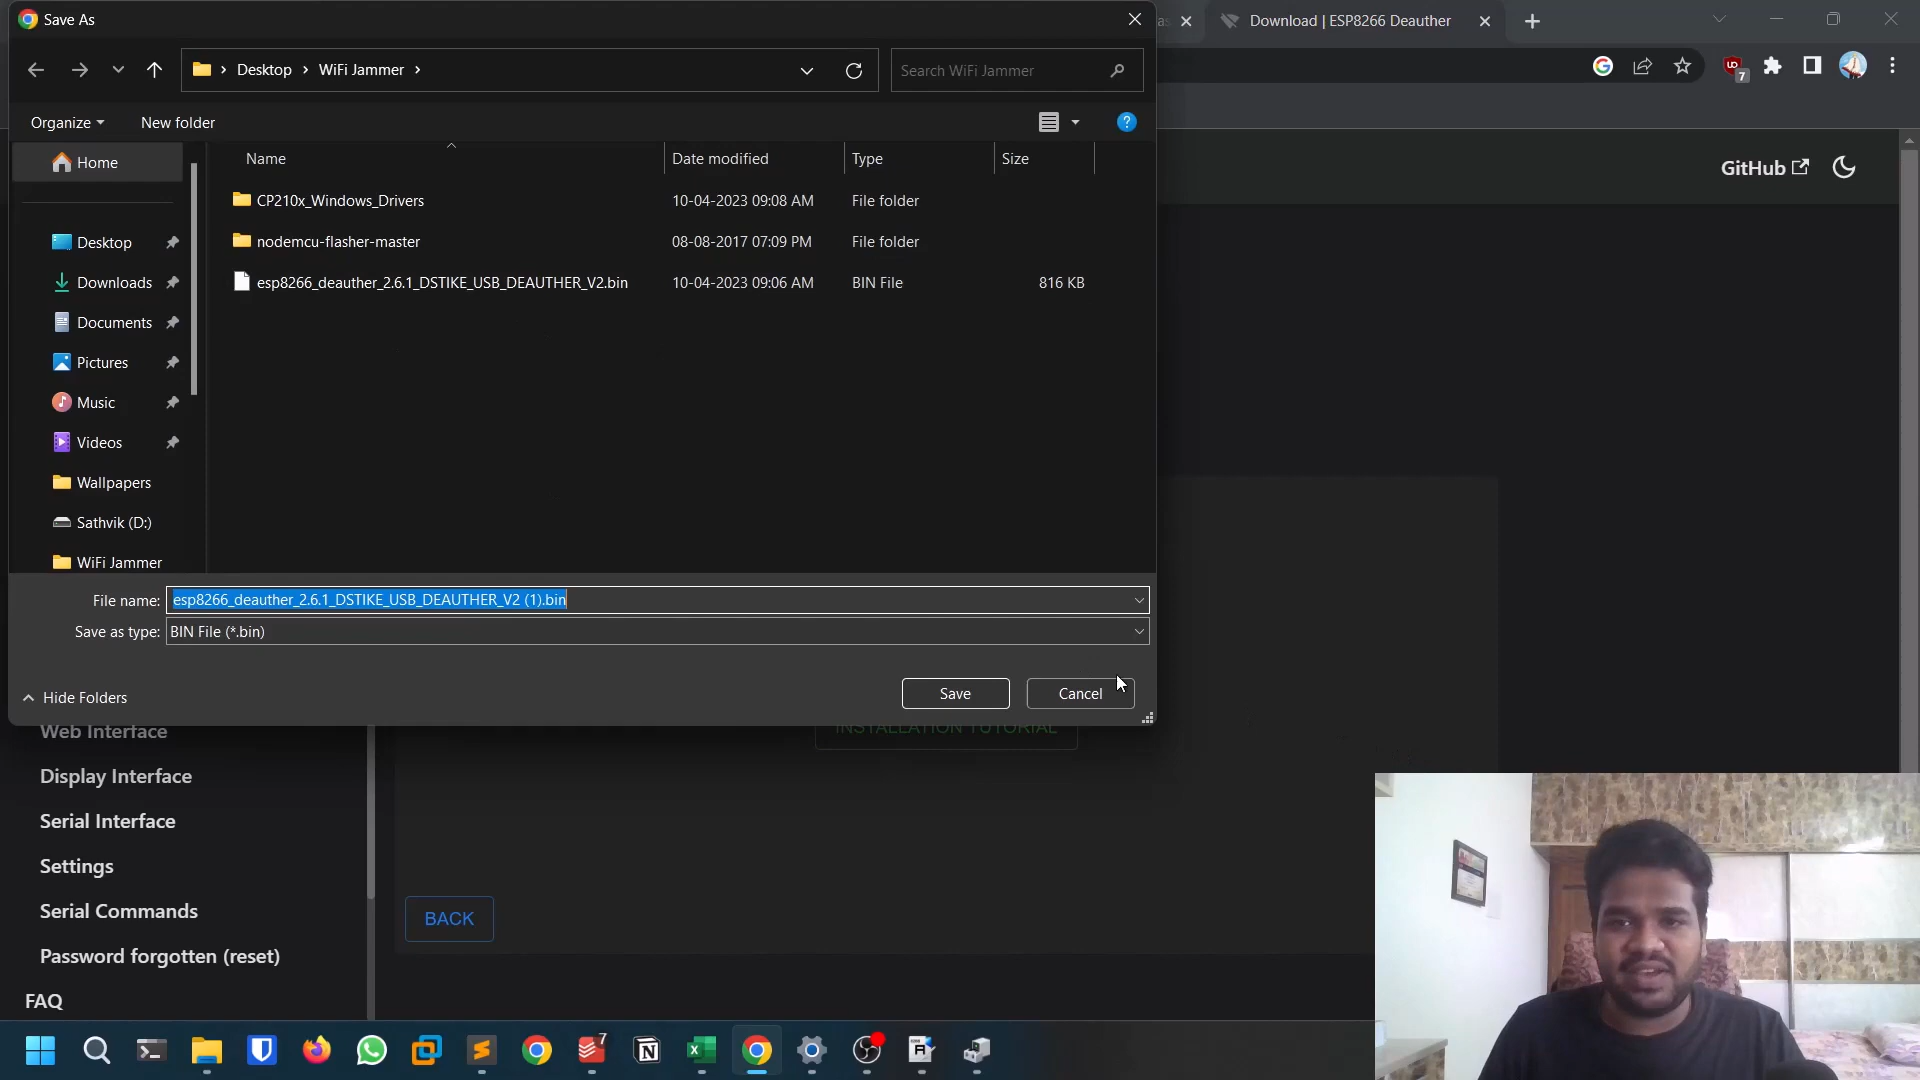 Save As
as
Download | ESP8266 Deauther
Desktop
WiFi Jammer
Search WiFi Jammer
7
Organize
New folder
?
Name
Date modified
Type
Size
Home
CP210x_Windows_Drivers
10-04-2023 09:08 AM
File folder
GitHub
nodemcu-flasher-master
08-08-2017 07:09 PM
File folder
esp8266_deauther_2.6.1_DSTIKE_USB_DEAUTHER_V2.bin
10-04-2023 09:06 AM
BIN File
816 KB
Desktop
Downloads
Documents
Pictures
Music
Videos
Wallpapers
Sathvik (D:)
WiFi Jammer
File name:
esp8266_deauther_2.6.1_DSTIKE_USB_DEAUTHER_V2 (1).bin
Save as type:
BIN File (*.bin)
Hide Folders
Save
Cancel
INSTALLATION TUTORIAL
Web Interface
Display Interface
Serial Interface
Settings
Serial Commands
Password forgotten (reset)
FAQ
BACK
7